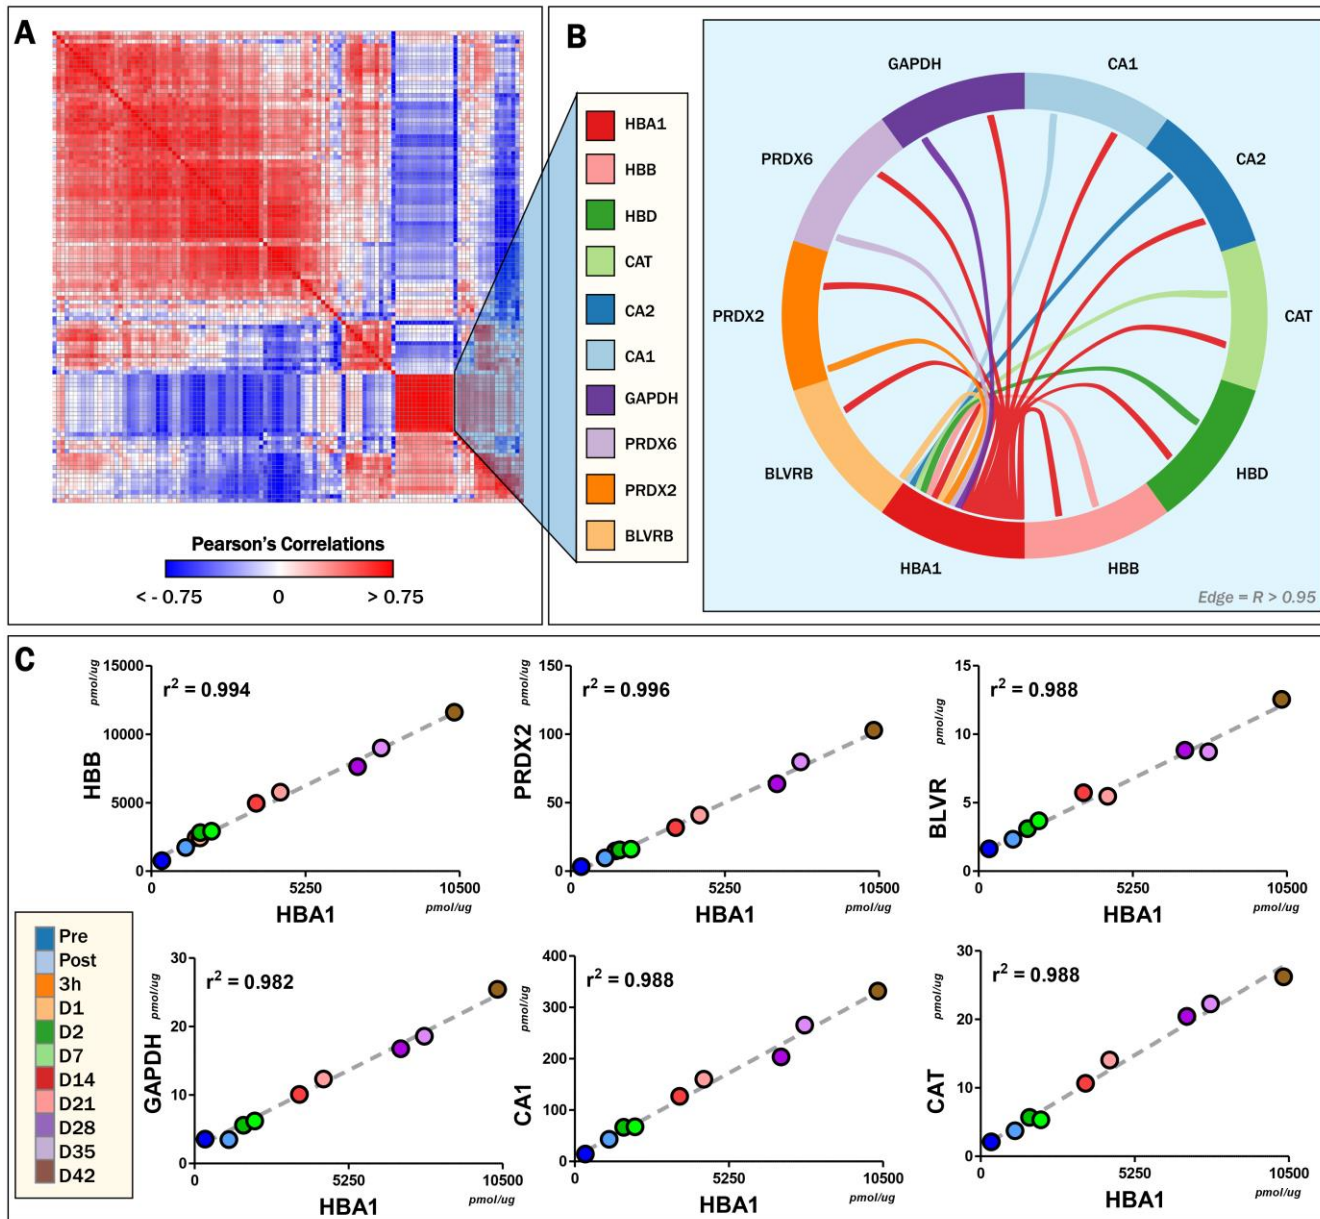 A
Pearson's Correlations
< - 0.75
0
> 0.75
B
HBA1
HBB
HBD
CAT
CA2
CA1
GAPDH
PRDX6
PRDX2
BLVRB
GAPDH
CA1
PRDX6
CA2
PRDX2
CAT
BLVRB
HBD
HBA1
HBB
Edge = R > 0.95
C
15000
10000
5000
0
pmol/ug
HBB
r² = 0.994
0
5250
10500
HBA1
pmol/ug
150
100
50
0
pmol/ug
PRDX2
r² = 0.996
0
5250
10500
HBA1
pmol/ug
15
10
5
0
pmol/ug
BLVR
r² = 0.988
0
5250
10500
HBA1
pmol/ug
Pre
Post
3h
D1
D2
D7
D14
D21
D28
D35
D42
30
20
10
0
pmol/ug
GAPDH
r² = 0.982
0
5250
10500
HBA1
pmol/ug
400
300
200
100
0
pmol/ug
CA1
r² = 0.988
0
5250
10500
HBA1
pmol/ug
30
20
10
0
pmol/ug
CAT
r² = 0.988
0
5250
10500
HBA1
pmol/ug